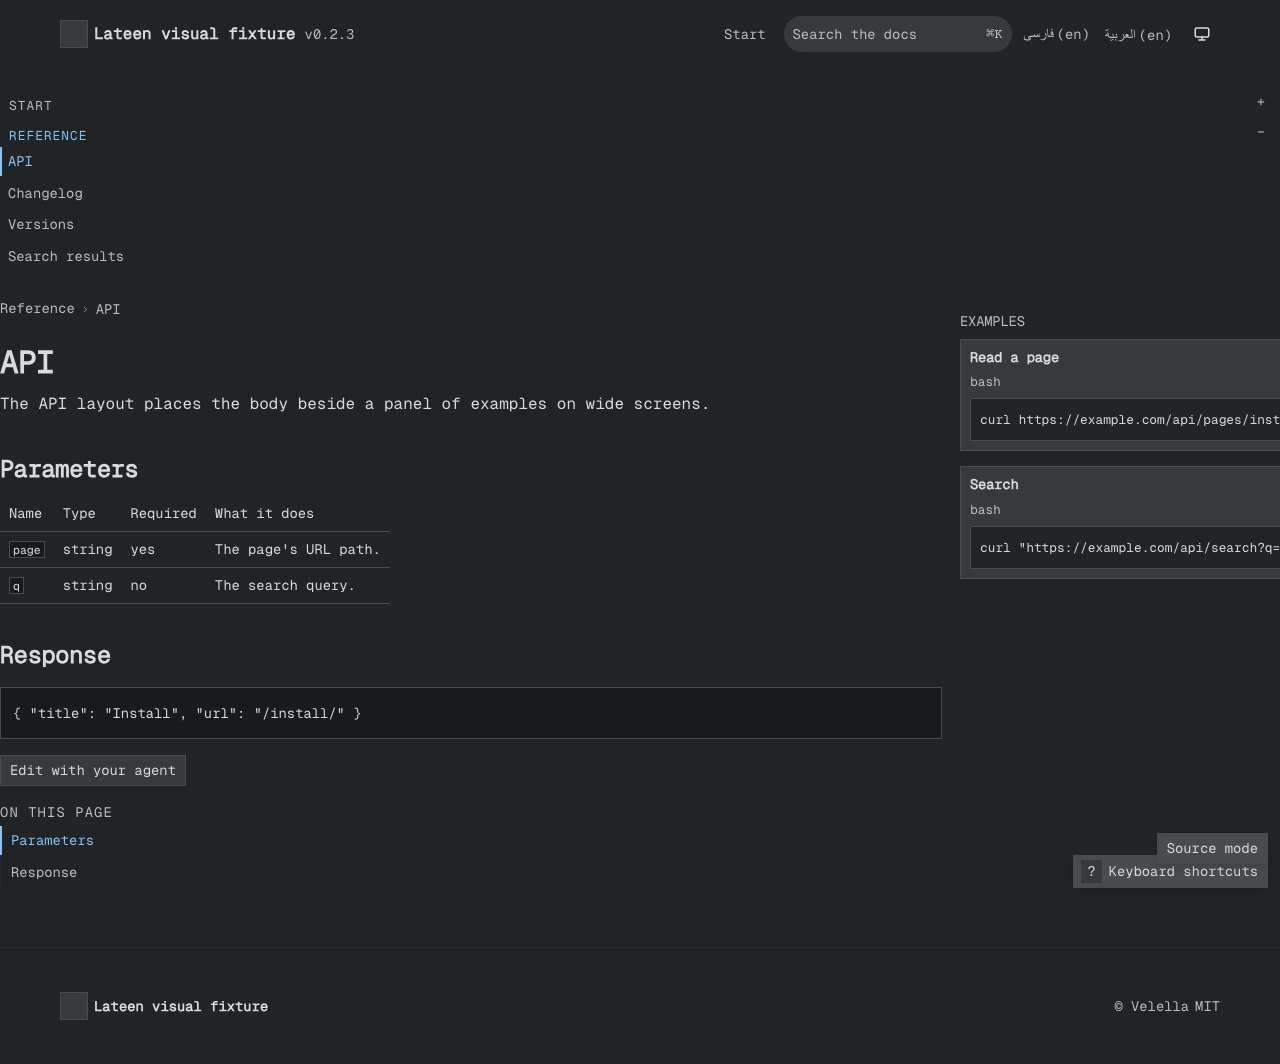 Lateen visual fixture v0.2.3
Start
Search the docs ⌘K
فارسی (en)
العربية (en)
START +
REFERENCE −
API
Changelog
Versions
Search results
Reference › API
API
The API layout places the body beside a panel of examples on wide screens.
Parameters
Name Type Required What it does
page string yes The page's URL path.
q string no The search query.
Response
{ "title": "Install", "url": "/install/" }
Edit with your agent
ON THIS PAGE
Parameters
Response
EXAMPLES
Read a page
bash
curl https://example.com/api/pages/inst
Search
bash
curl "https://example.com/api/search?q=
Source mode
? Keyboard shortcuts
Lateen visual fixture
© Velella MIT